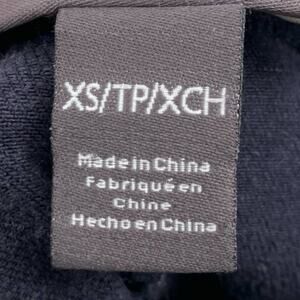 XS/TP/XCH
Made in China
Fabriqué en
Chine
Hecho en China